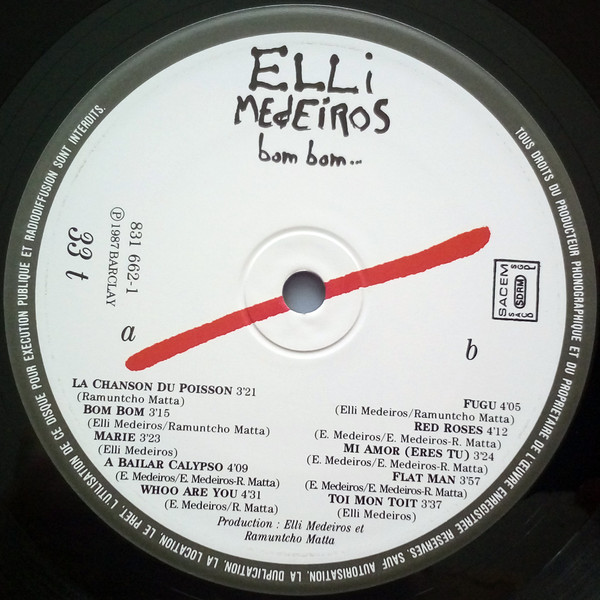 ELLi
MEdEiROS
bom bom...
831 662-1
℗ 1987 BARCLAY
33 t
SACEM
SDRM
SACD
a
b
LA CHANSON DU POISSON 3'21
(Ramuntcho Matta)
BOM BOM 3'15
(Elli Medeiros/Ramuntcho Matta)
MARIE 3'23
(Elli Medeiros)
A BAILAR CALYPSO 4'09
(E. Medeiros/E. Medeiros-R. Matta)
WHOO ARE YOU 4'31
(E. Medeiros/R. Matta)
FUGU 4'05
(Elli Medeiros/Ramuntcho Matta)
RED ROSES 4'12
(E. Medeiros/E. Medeiros-R. Matta)
MI AMOR (ERES TU) 3'24
(E. Medeiros/E. Medeiros-R. Matta)
FLAT MAN 3'57
(E. Medeiros/E. Medeiros-R. Matta)
TOI MON TOIT 3'37
(Elli Medeiros)
Production : Elli Medeiros et
Ramuntcho Matta
TOUS DROITS DU PRODUCTEUR PHONOGRAPHIQUE ET DU PROPRIETAIRE DE L'ŒUVRE ENREGISTREE RESERVES. SAUF AUTORISATION, LA DUPLICATION, LA LOCATION, LE PRET, L'UTILISATION DE CE DISQUE POUR EXECUTION PUBLIQUE ET RADIODIFFUSION SONT INTERDITS.